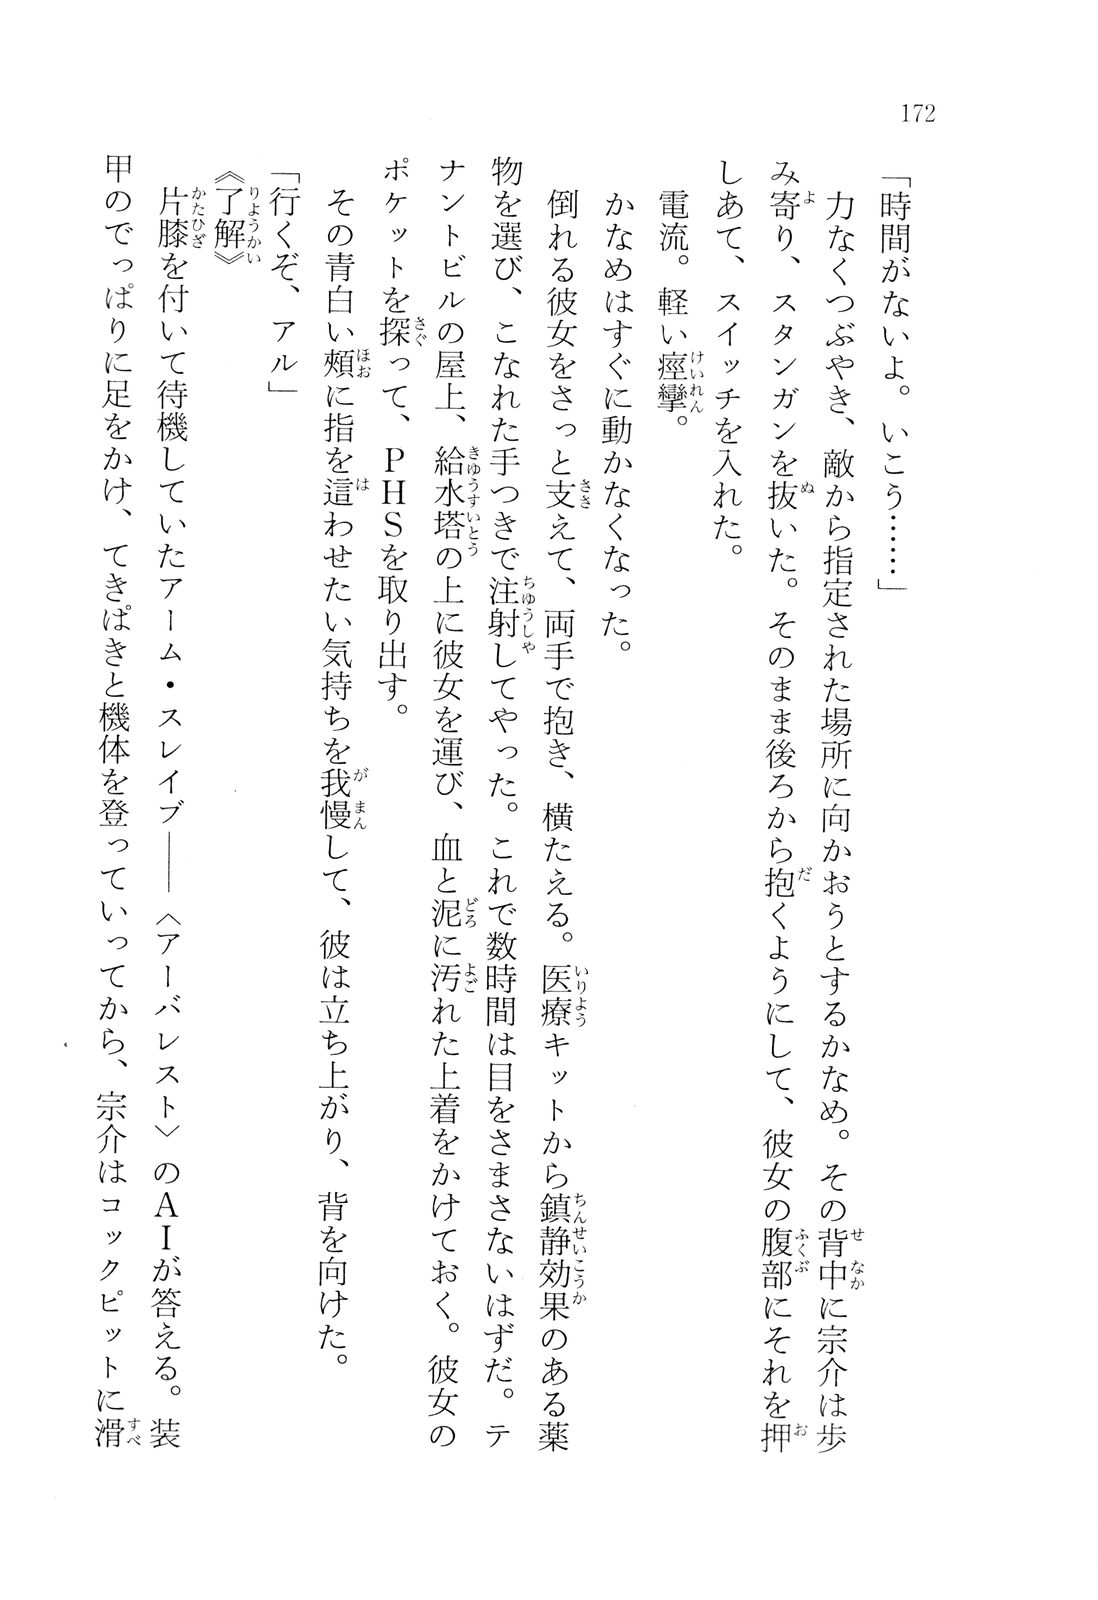 172
「時間がないよ。いこう……」
力なくつぶやき、敵から指定された場所に向かおうとするかなめ。その背中に宗介は歩
み寄り、スタンガンを抜いた。そのまま後ろから抱くようにして、彼女の腹部にそれを押
しあて、スイッチを入れた。
電流。軽い痙攣。
かなめはすぐに動かなくなった。
倒れる彼女をさっと支えて、両手で抱き、横たえる。医療キットから鎮静効果のある薬
物を選び、こなれた手つきで注射してやった。これで数時間は目をさまさないはずだ。テ
ナントビルの屋上、給水塔の上に彼女を運び、血と泥に汚れた上着をかけておく。彼女の
ポケットを探って、PHSを取り出す。
その青白い頰に指を這わせたい気持ちを我慢して、彼は立ち上がり、背を向けた。
「行くぞ、アル」
《了解》
片膝を付いて待機していたアーム・スレイブ――〈アーバレスト〉のAIが答える。装
甲のでっぱりに足をかけ、てきぱきと機体を登っていってから、宗介はコックピットに滑